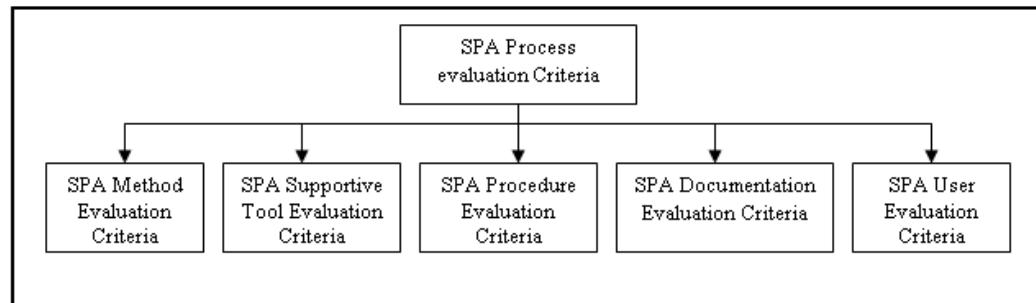 SPA Process
evaluation Criteria
SPA Method
Evaluation
Criteria
SPA Supportive
Tool Evaluation
Criteria
SPA Procedure
Evaluation
Criteria
SPA Documentation
Evaluation Criteria
SPA User
Evaluation
Criteria